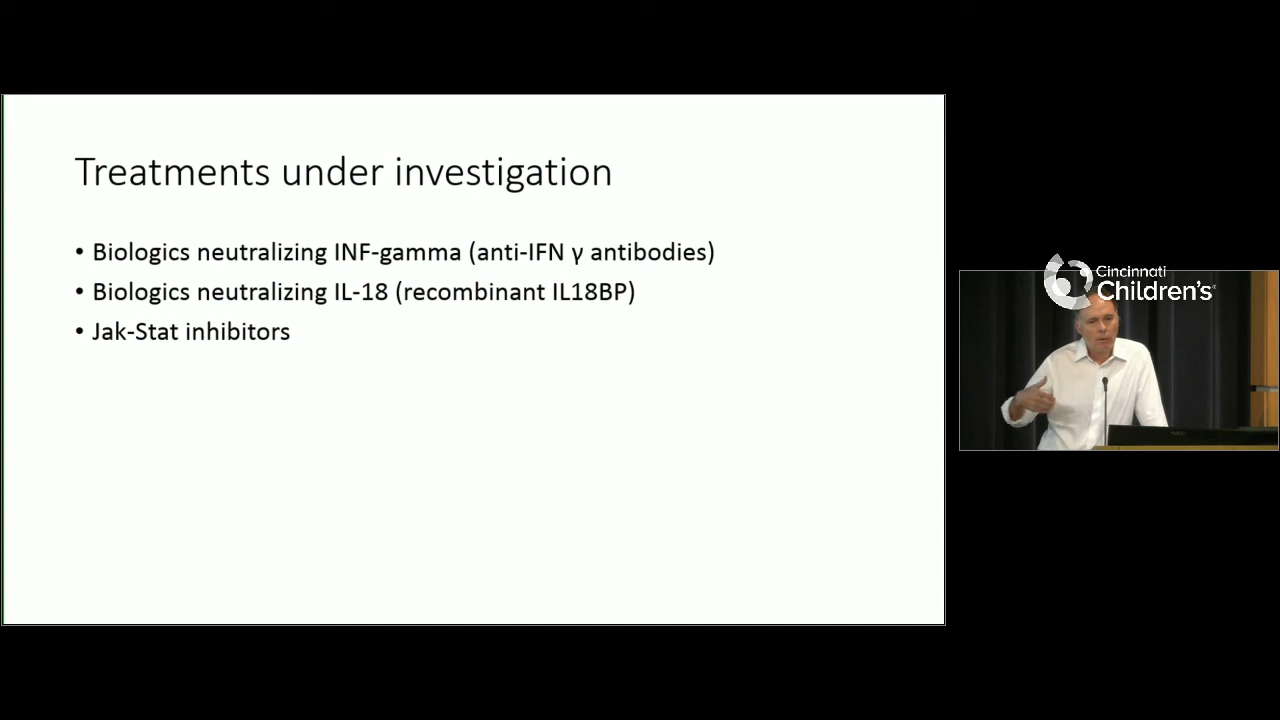 Treatments under investigation
• Biologics neutralizing INF-gamma (anti-IFN γ antibodies)
• Biologics neutralizing IL-18 (recombinant IL18BP)
• Jak-Stat inhibitors
Cincinnati
Children's